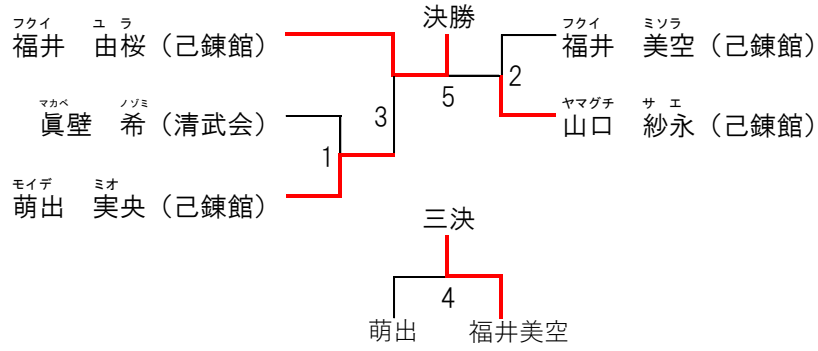 フクイ ユ ラ
福井 由桜（己錬館）
マカベ ノゾミ
眞壁 希（清武会）
モイデ ミオ
萌出 実央（己錬館）
1
3
決勝
5
2
フクイ ミソラ
福井 美空（己錬館）
ヤマグチ サ エ
山口 紗永（己錬館）
三決
4
萌出 福井美空